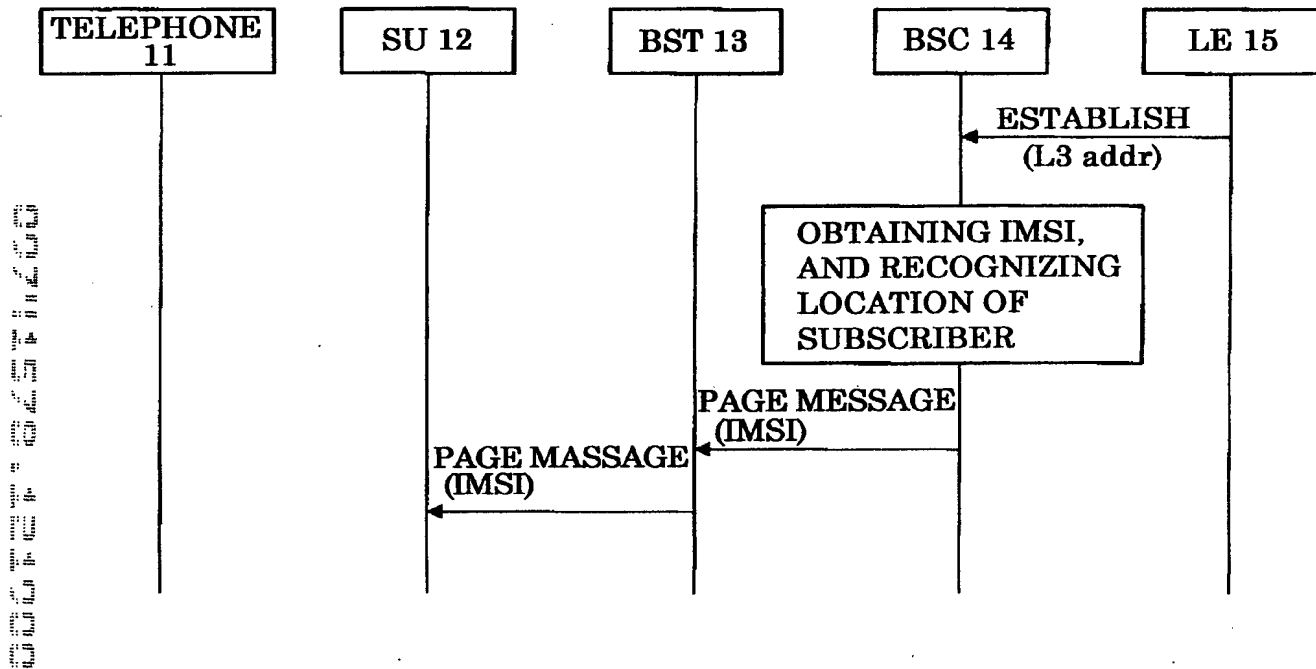 TELEPHONE
11
SU 12
BST 13
BSC 14
LE 15
ESTABLISH
(L3 addr)
OBTAINING IMSI,
AND RECOGNIZING
LOCATION OF
SUBSCRIBER
PAGE MESSAGE
(IMSI)
PAGE MASSAGE
(IMSI)